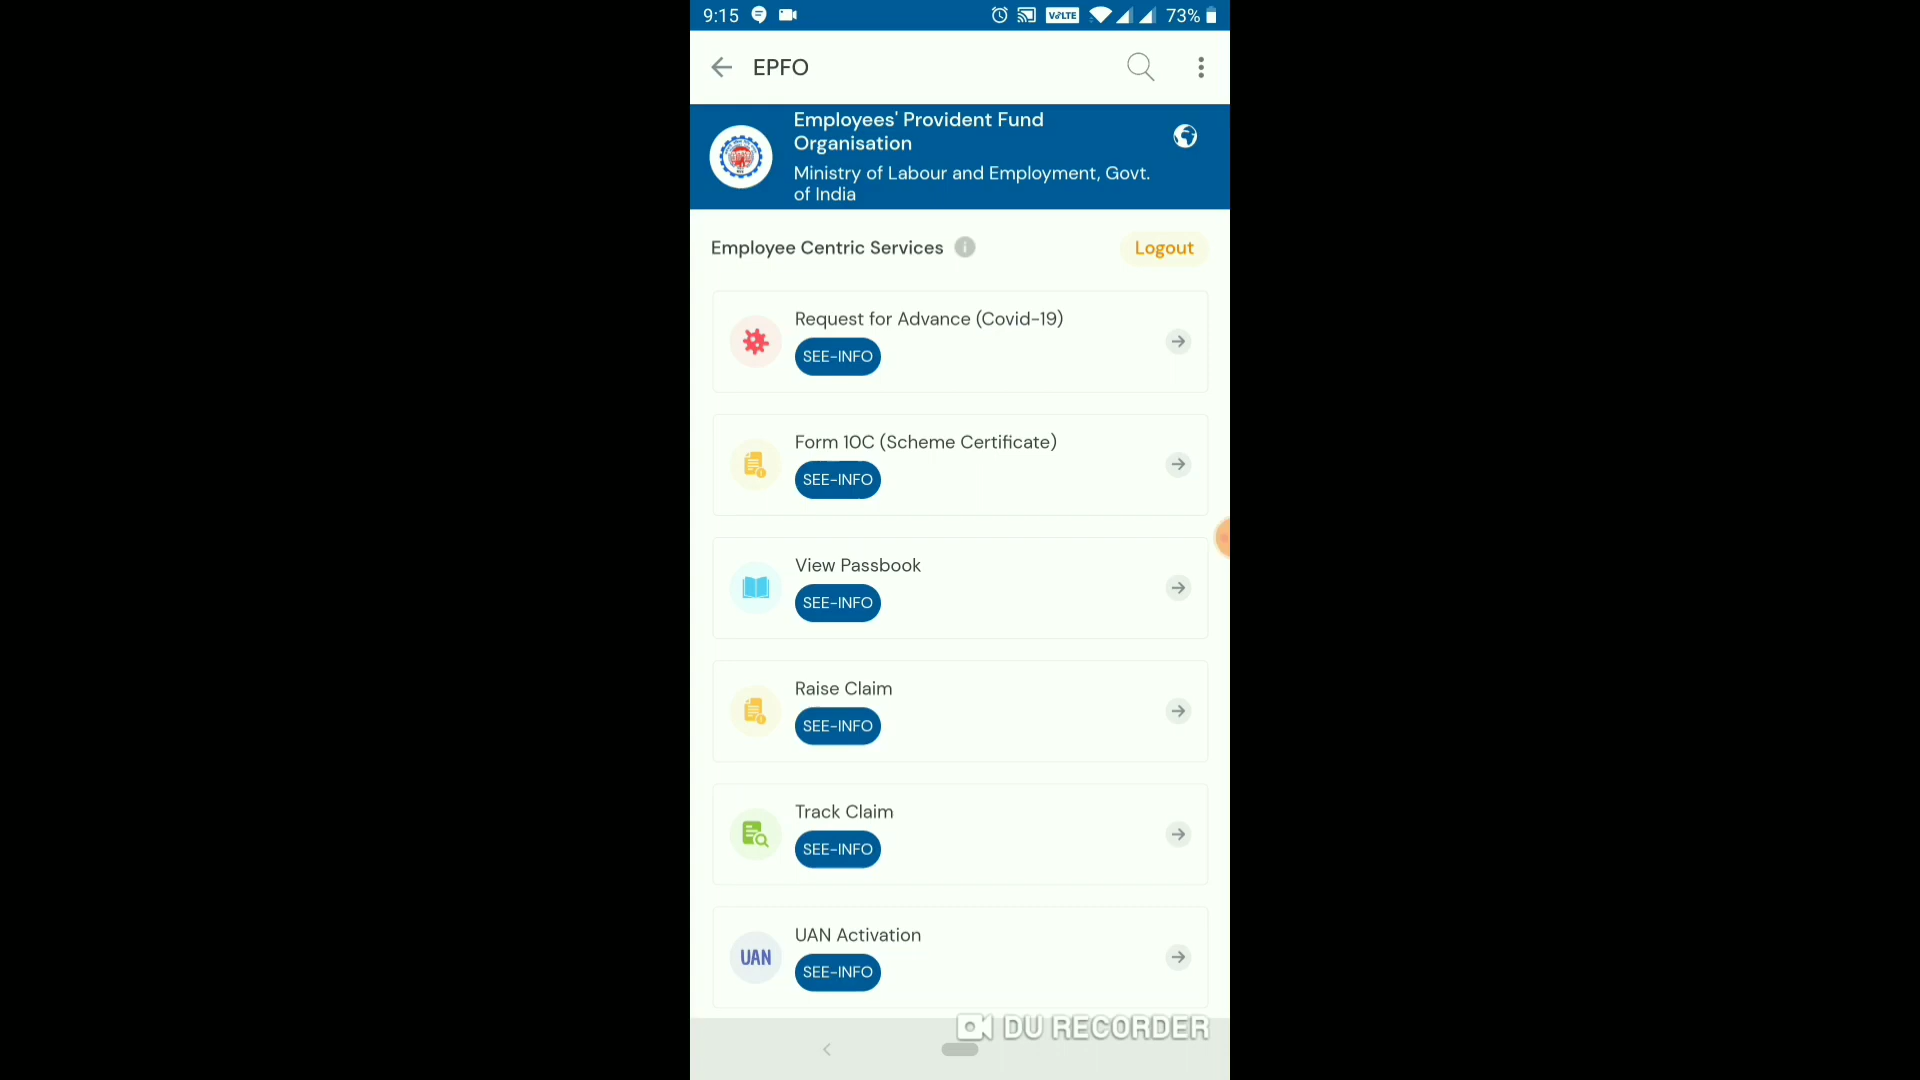 9:15
VoLTE
73%
EPFO
Employees' Provident Fund
Organisation
Ministry of Labour and Employment, Govt.
of India
Employee Centric Services
Logout
Request for Advance (Covid-19)
SEE-INFO
Form 10C (Scheme Certificate)
SEE-INFO
View Passbook
SEE-INFO
Raise Claim
SEE-INFO
Track Claim
SEE-INFO
UAN
UAN Activation
SEE-INFO
DU RECORDER